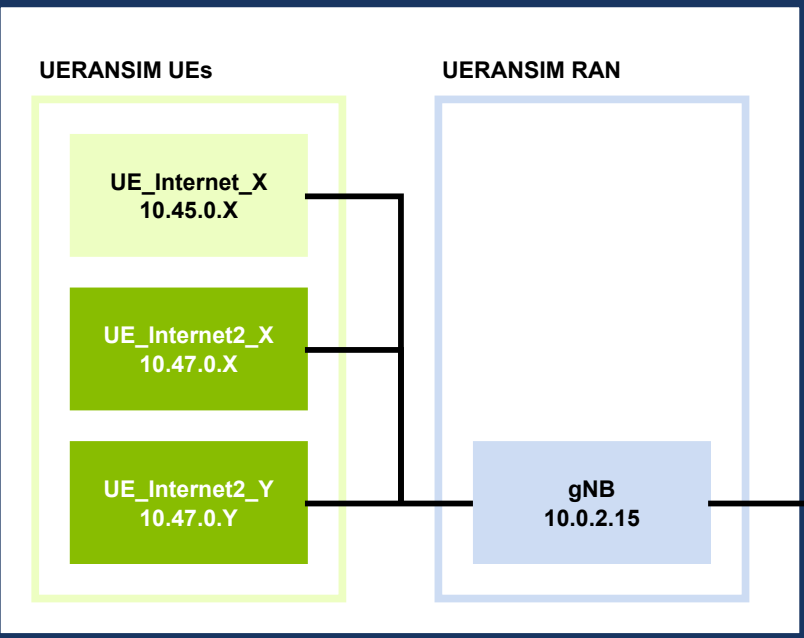 UERANSIM UEs
UERANSIM RAN
UE_Internet_X
10.45.0.X
UE_Internet2_X
10.47.0.X
UE_Internet2_Y
10.47.0.Y
gNB
10.0.2.15